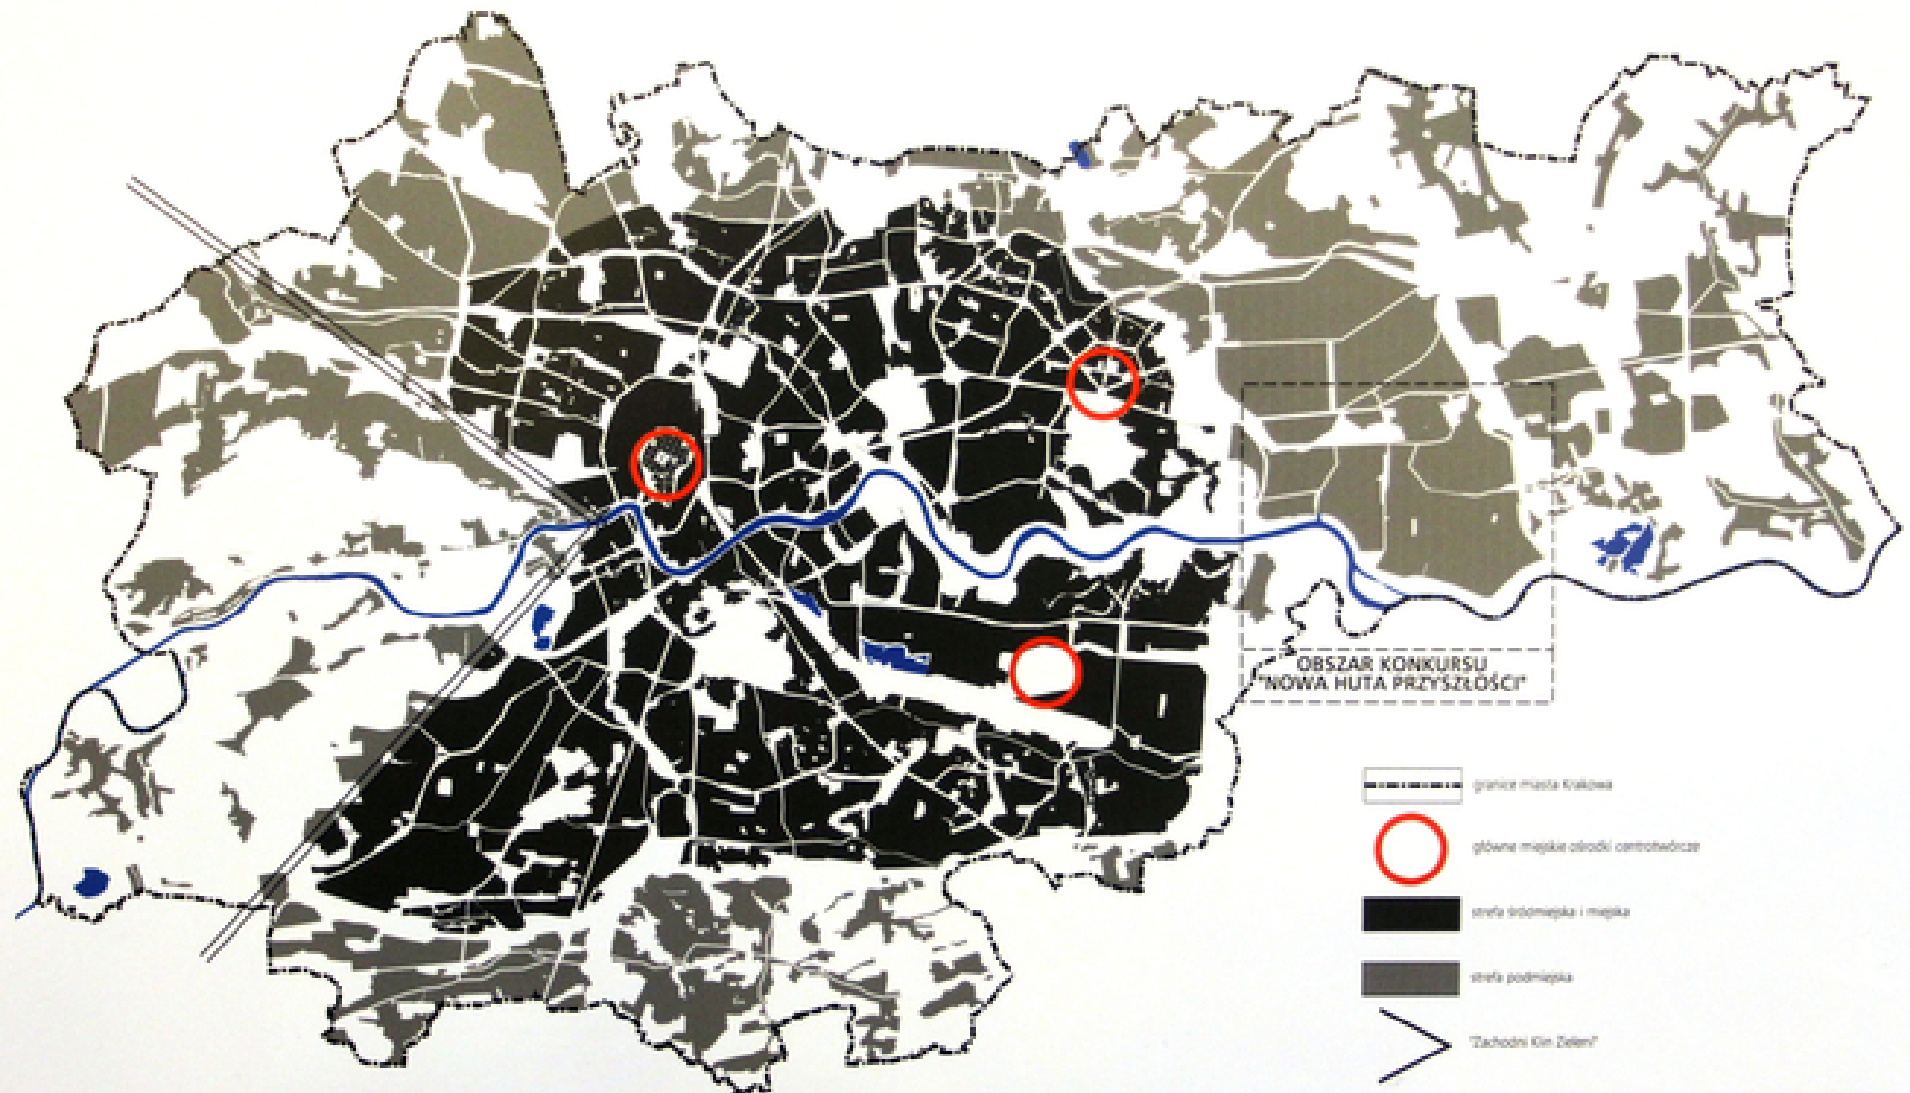 OBSZAR KONKURSU
"NOWA HUTA PRZYSZŁOŚCI"
granice miasta Krakowa
główne miejskie ośrodki centrotwórcze
strefa śródmiejska i miejska
strefa podmiejska
"Zachodni Klin Zieleni"